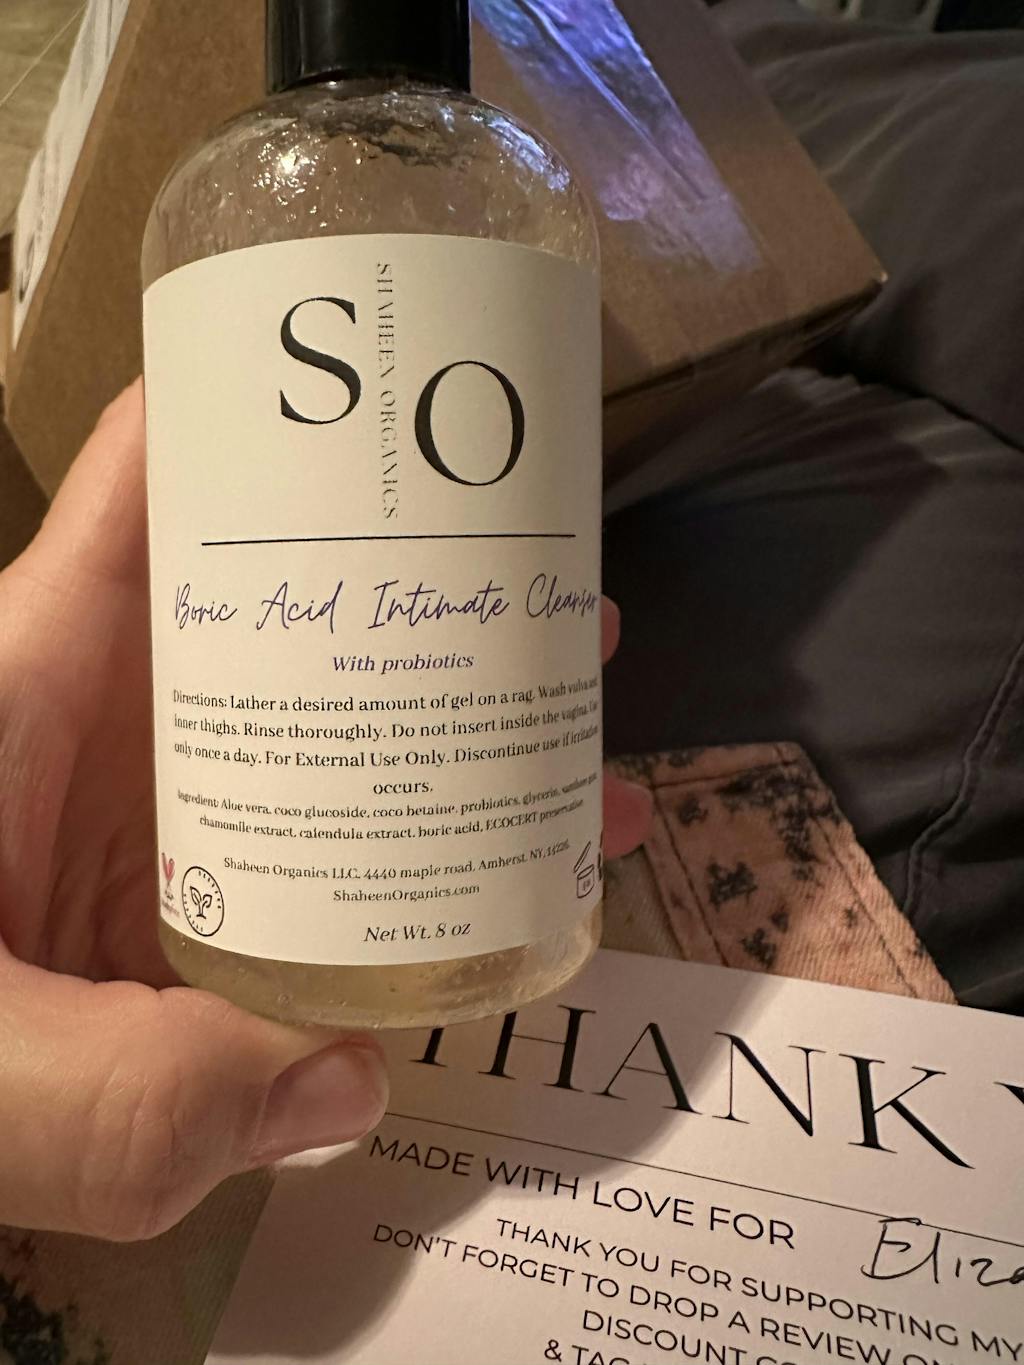 S
SHAHEEN ORGANICS
O
Boric Acid Intimate Cleanser
With probiotics
Directions: Lather a desired amount of gel on a rag. Wash vulva and
inner thighs. Rinse thoroughly. Do not insert inside the vagina. Use
only once a day. For External Use Only. Discontinue use if irritation
occurs.
Ingredient: Aloe vera, coco glucoside, coco betaine, probiotics, glycerin, xanthan gum,
chamomile extract, calendula extract, boric acid, ECOCERT preservative
Shaheen Organics LLC. 4440 maple road, Amherst, NY, 14226
ShaheenOrganics.com
Net Wt. 8 oz
THANK
MADE WITH LOVE FOR Eliza
THANK YOU FOR SUPPORTING MY
DON'T FORGET TO DROP A REVIEW
DISCOUNT
& TAG